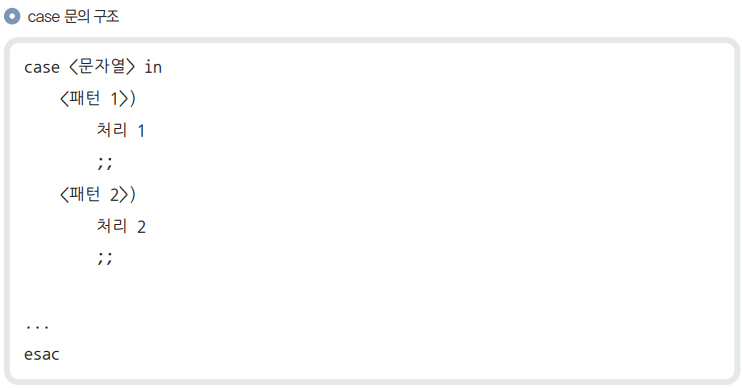 case 문의 구조
case <문자열> in
<패턴 1>)
처리 1
;;
<패턴 2>)
처리 2
;;
...
esac